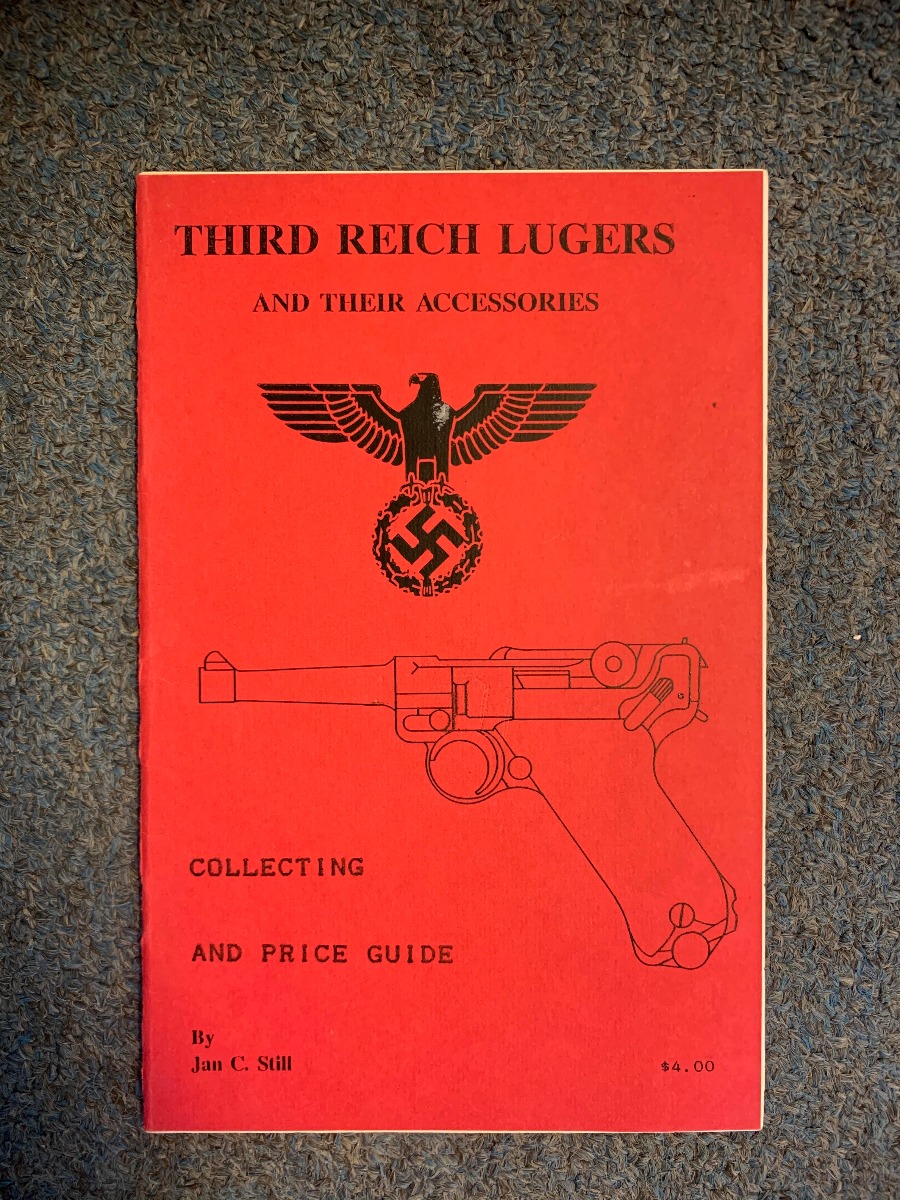 THIRD REICH LUGERS
AND THEIR ACCESSORIES
COLLECTING
AND PRICE GUIDE
By
Jan C. Still
$4.00